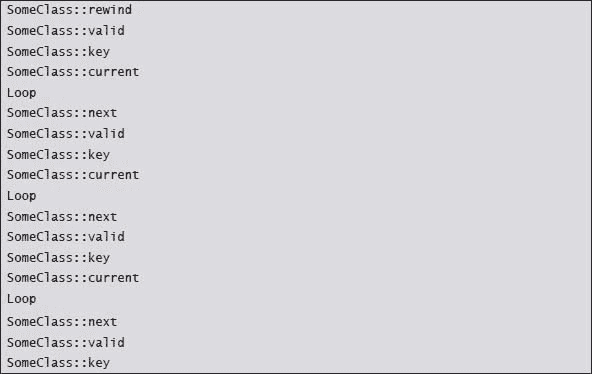 SomeClass::rewind
SomeClass::valid
SomeClass::key
SomeClass::current
Loop
SomeClass::next
SomeClass::valid
SomeClass::key
SomeClass::current
Loop
SomeClass::next
SomeClass::valid
SomeClass::key
SomeClass::current
Loop
SomeClass::next
SomeClass::valid
SomeClass::key